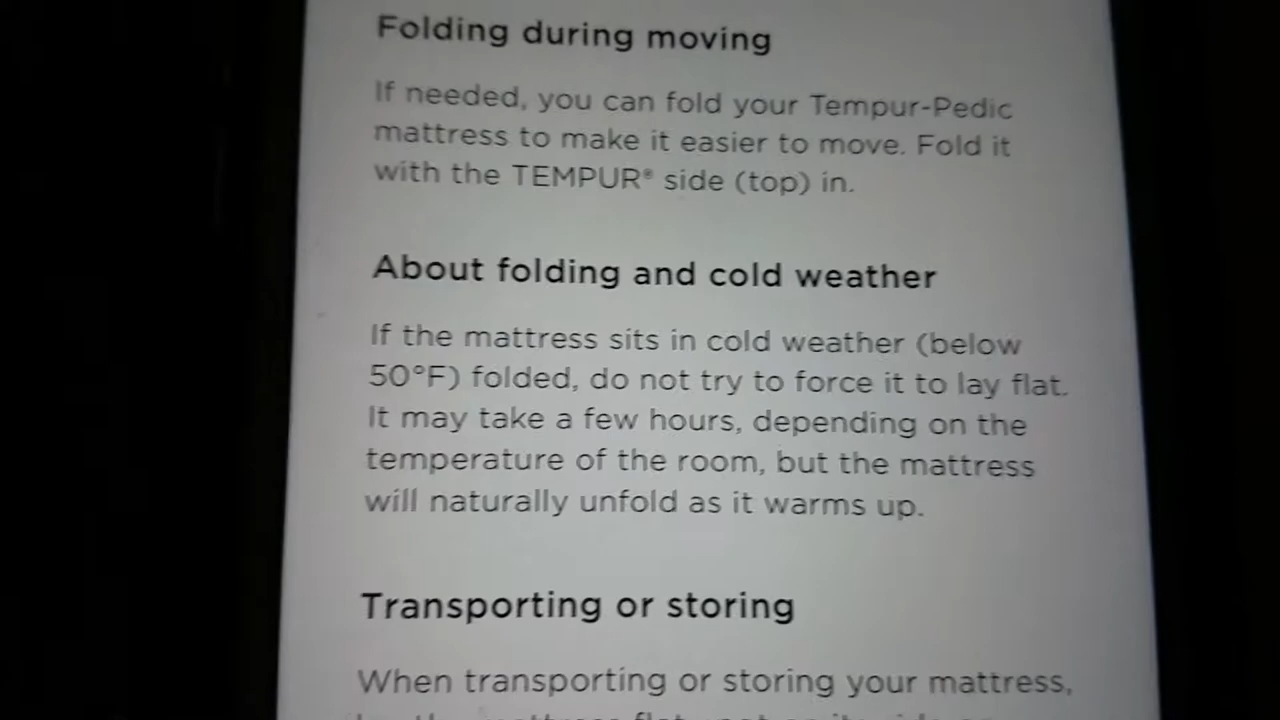 Folding during moving
If needed, you can fold your Tempur-Pedic
mattress to make it easier to move. Fold it
with the TEMPUR® side (top) in.
About folding and cold weather
If the mattress sits in cold weather (below
50°F) folded, do not try to force it to lay flat.
It may take a few hours, depending on the
temperature of the room, but the mattress
will naturally unfold as it warms up.
Transporting or storing
When transporting or storing your mattress,